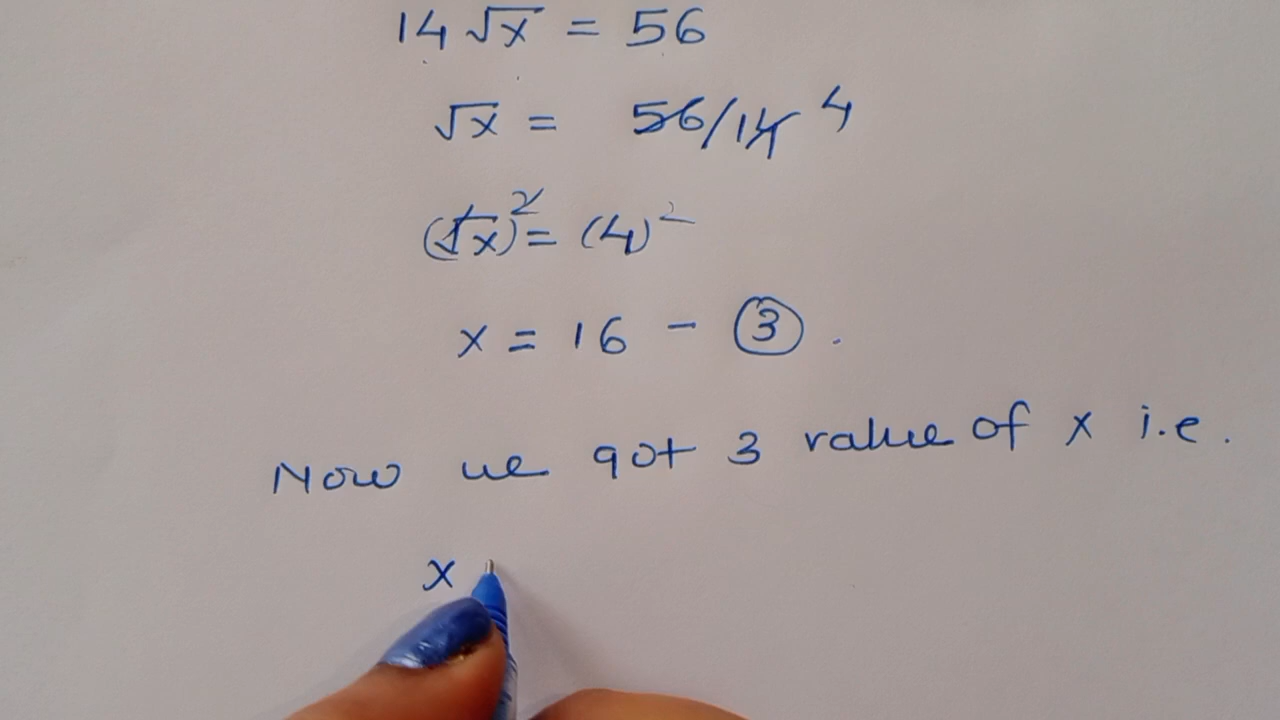 14√x = 56
√x = 56/14 4
(√x)² = (4)²
x = 16 - ③.
Now we got 3 value of x i.e.
x